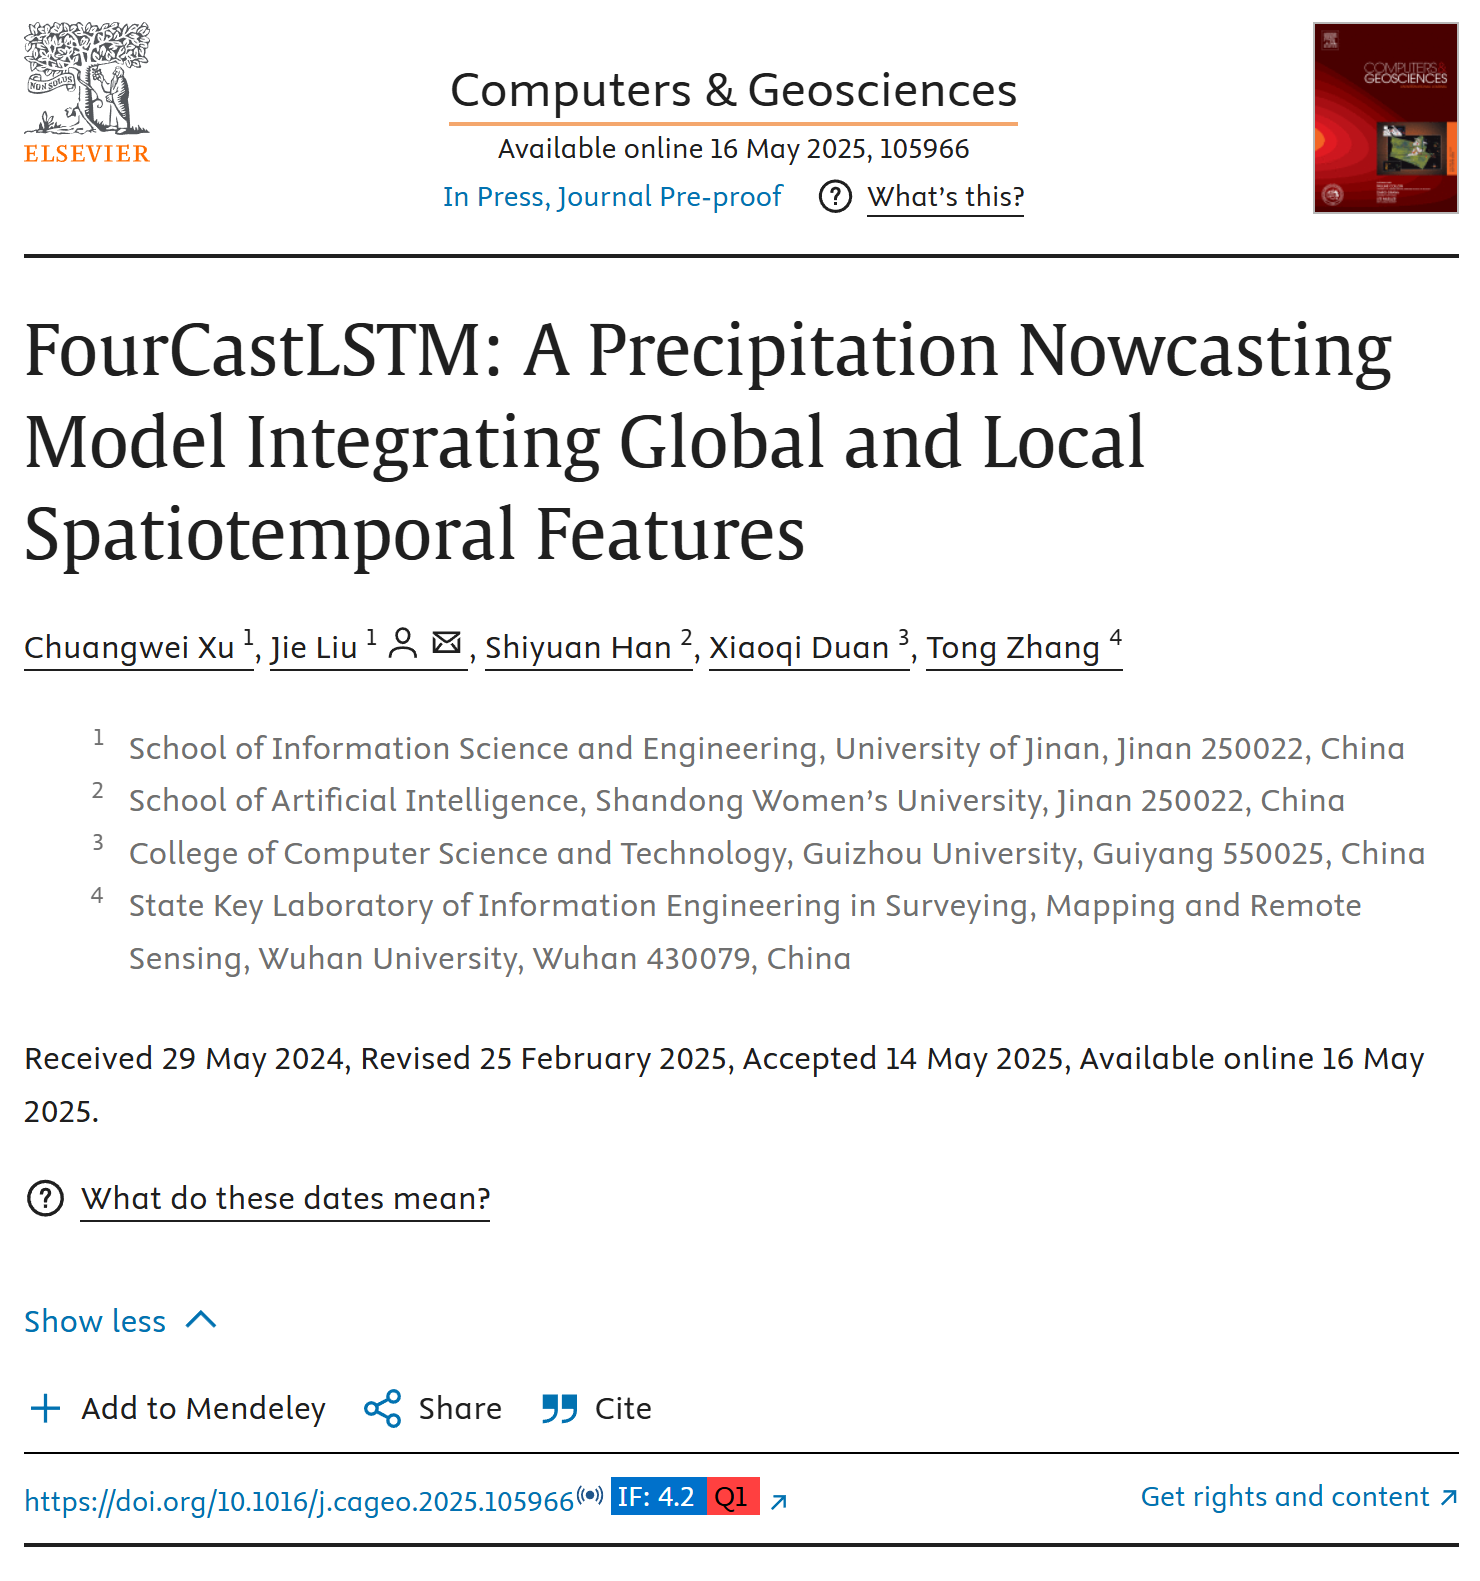 NON SOLUS
ELSEVIER
Computers & Geosciences
Available online 16 May 2025, 105966
In Press, Journal Pre-proof
What's this?
COMPUTERS &
GEOSCIENCES
FourCastLSTM: A Precipitation Nowcasting
Model Integrating Global and Local
Spatiotemporal Features
Chuangwei Xu 1, Jie Liu 1, Shiyuan Han 2, Xiaoqi Duan 3, Tong Zhang 4
1 School of Information Science and Engineering, University of Jinan, Jinan 250022, China
2 School of Artificial Intelligence, Shandong Women's University, Jinan 250022, China
3 College of Computer Science and Technology, Guizhou University, Guiyang 550025, China
4 State Key Laboratory of Information Engineering in Surveying, Mapping and Remote
Sensing, Wuhan University, Wuhan 430079, China
Received 29 May 2024, Revised 25 February 2025, Accepted 14 May 2025, Available online 16 May
2025.
What do these dates mean?
Show less
Add to Mendeley
Share
Cite
https://doi.org/10.1016/j.cageo.2025.105966 IF: 4.2 Q1
Get rights and content